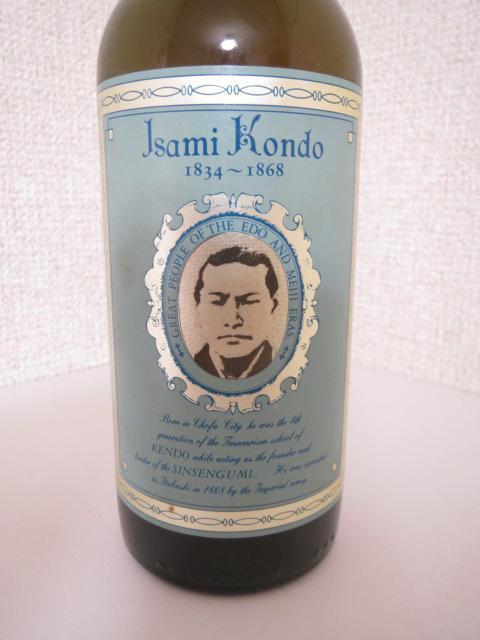 Isami Kondo
1834~1868
GREAT PEOPLE OF THE EDO AND MEIJI ERAS
Born in Chofu City, he was the 4th
generation of the Tennenrison school of
KENDO while acting as the founder and
leader of the SINSENGUMI. He was executed
in Itabashi, in 1868 by the Imperial army.